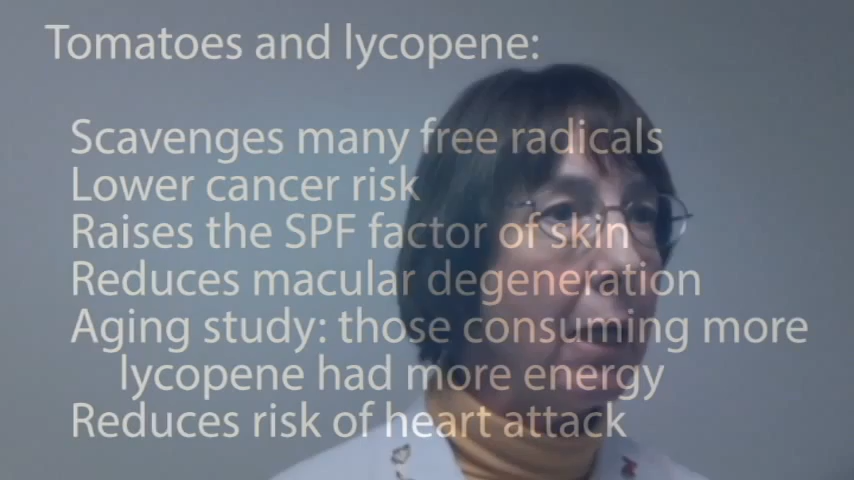 Tomatoes and lycopene:
Scavenges many free radicals
Lower cancer risk
Raises the SPF factor of skin
Reduces macular degeneration
Aging study: those consuming more
lycopene had more energy
Reduces risk of heart attack